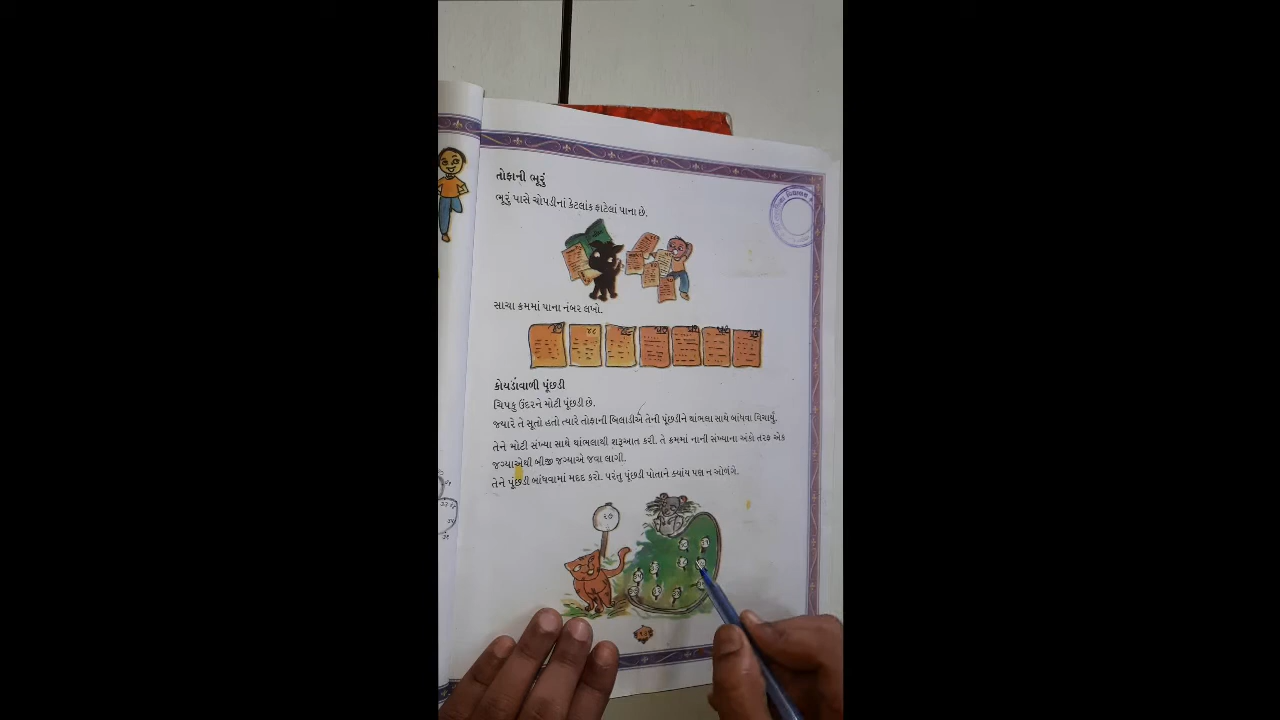 તોફાની ભૂરું
ભૂરું પાસે ચોપડીનાં કેટલાંક ફાટેલાં પાના છે.
સાચા ક્રમમાં પાના નંબર લખો.
૪૮
કોયડાંવાળી પૂંછડી
ચિપકુ ઉંદરને મોટી પૂંછડી છે.
જ્યારે તે સૂતો હતો ત્યારે તોફાની બિલાડીએ તેની પૂંછડીને થાંભલા સાથે બાંધવા વિચાર્યું.
તેને મોટી સંખ્યા સાથે થાંભલાથી શરૂઆત કરી. તે ક્રમમાં નાની સંખ્યાના અંકો તરફ એક
જગ્યાએથી બીજી જગ્યાએ જવા લાગી.
તેને પૂંછડી બાંધવામાં મદદ કરો. પરંતુ પૂંછડી પોતાને ક્યાંય પણ ન ઓળંગે.